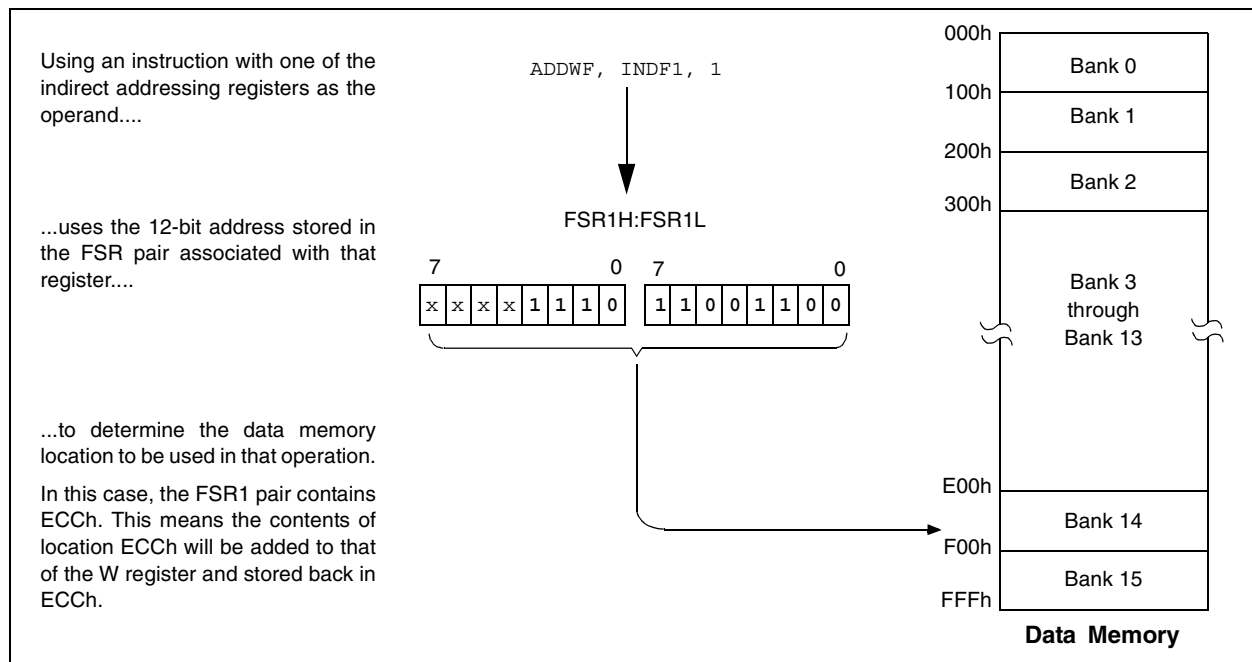 Using an instruction with one of the
indirect addressing registers as the
operand....
ADDWF, INDF1, 1
...uses the 12-bit address stored in
the FSR pair associated with that
register....
FSR1H:FSR1L
7 0 7 0
x x x x 1 1 1 0 1 1 0 0 1 1 0 0
...to determine the data memory
location to be used in that operation.
In this case, the FSR1 pair contains
ECCh. This means the contents of
location ECCh will be added to that
of the W register and stored back in
ECCh.
000h
Bank 0
100h
Bank 1
200h
Bank 2
300h
Bank 3
through
Bank 13
E00h
Bank 14
F00h
Bank 15
FFFh
Data Memory